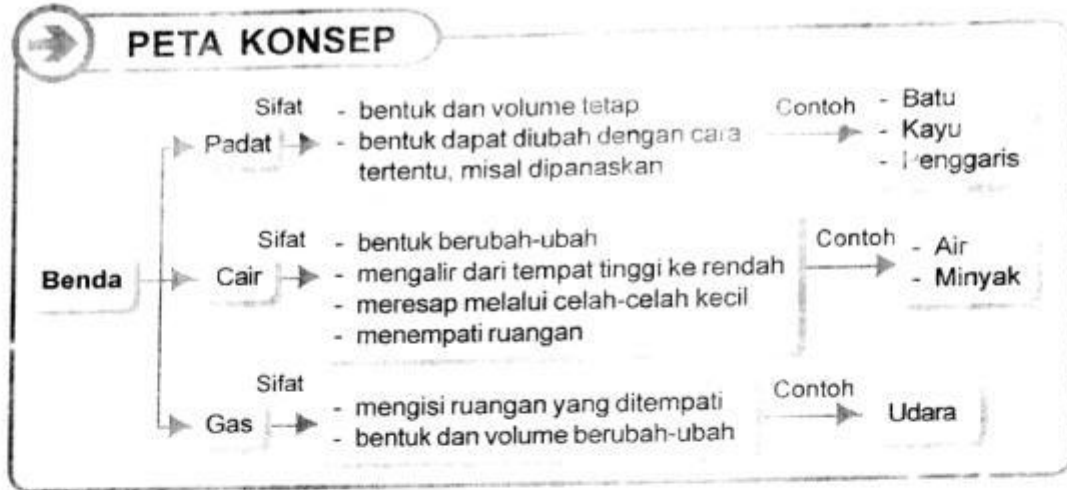 PETA KONSEP
Benda
Padat
Sifat
- bentuk dan volume tetap
- bentuk dapat diubah dengan cara
tertentu, misal dipanaskan
Contoh
- Batu
- Kayu
- Penggaris
Cair
Sifat
- bentuk berubah-ubah
- mengalir dari tempat tinggi ke rendah
- meresap melalui celah-celah kecil
- menempati ruangan
Contoh
- Air
- Minyak
Gas
Sifat
- mengisi ruangan yang ditempati
- bentuk dan volume berubah-ubah
Contoh
Udara